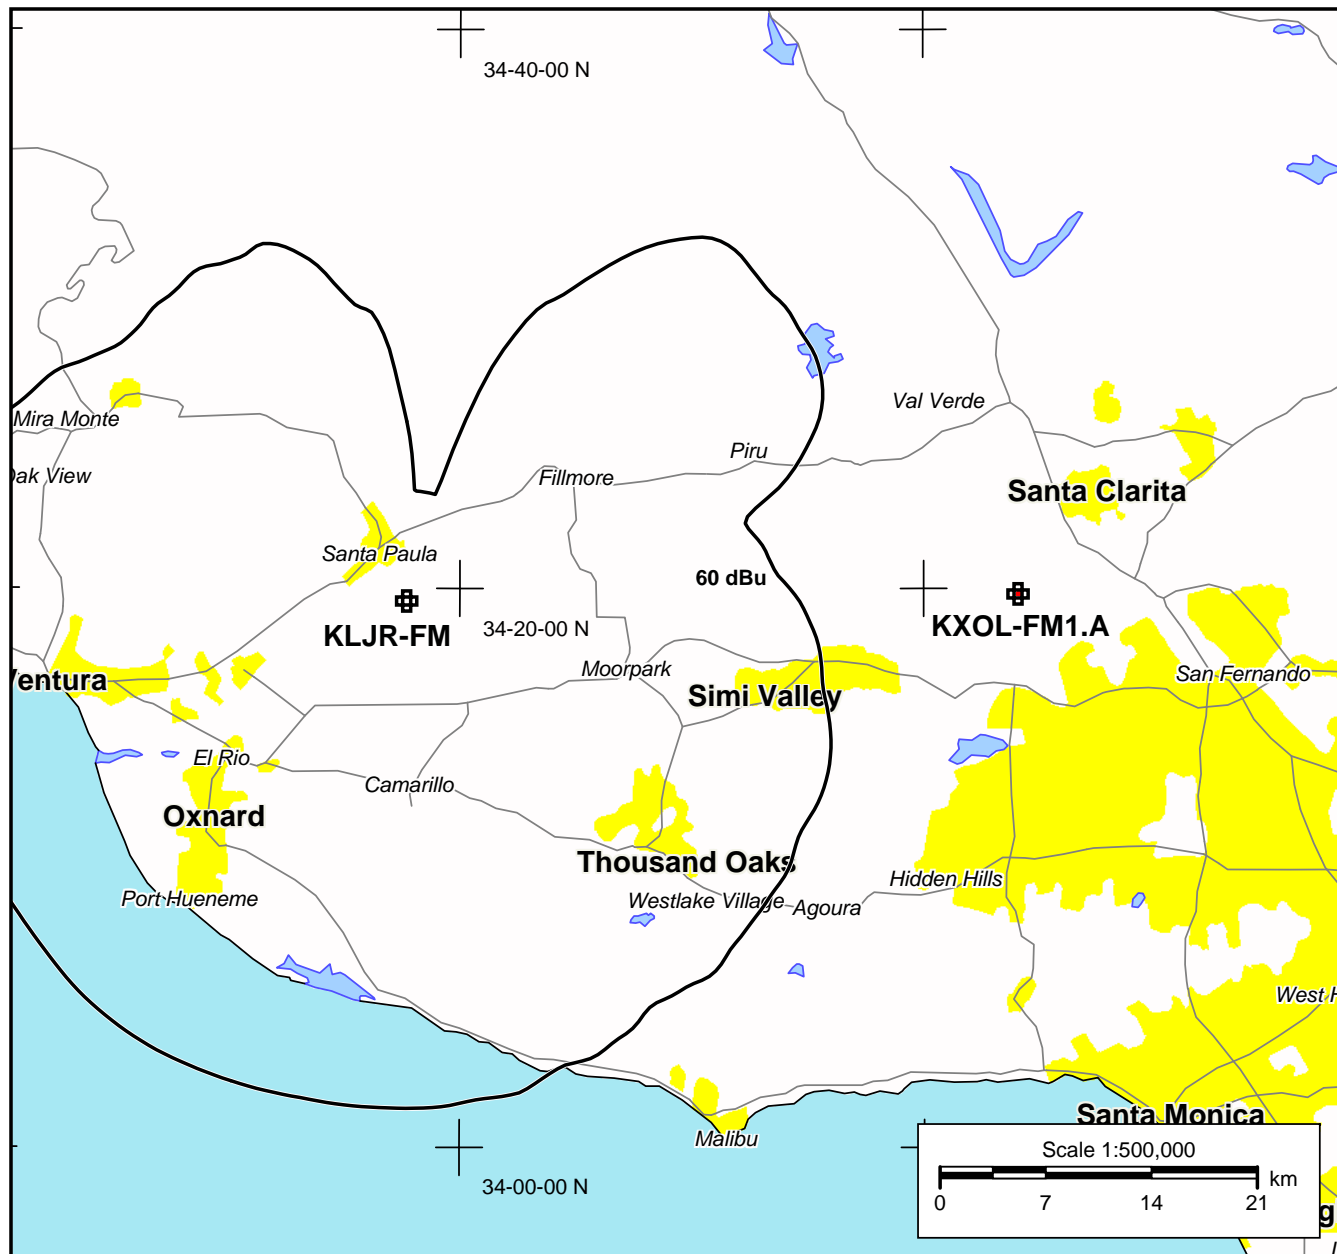 34-40-00 N
Val Verde
Mira Monte
Piru
Oak View
Fillmore
Santa Clarita
Santa Paula
60 dBu
KLJR-FM
34-20-00 N
KXOL-FM1.A
Moorpark
San Fernando
Ventura
Simi Valley
El Rio
Camarillo
Oxnard
Thousand Oaks
Hidden Hills
Port Hueneme
Westlake Village
Agoura
West H
Santa Monica
Malibu
Scale 1:500,000
km
0 7 14 21
34-00-00 N
g